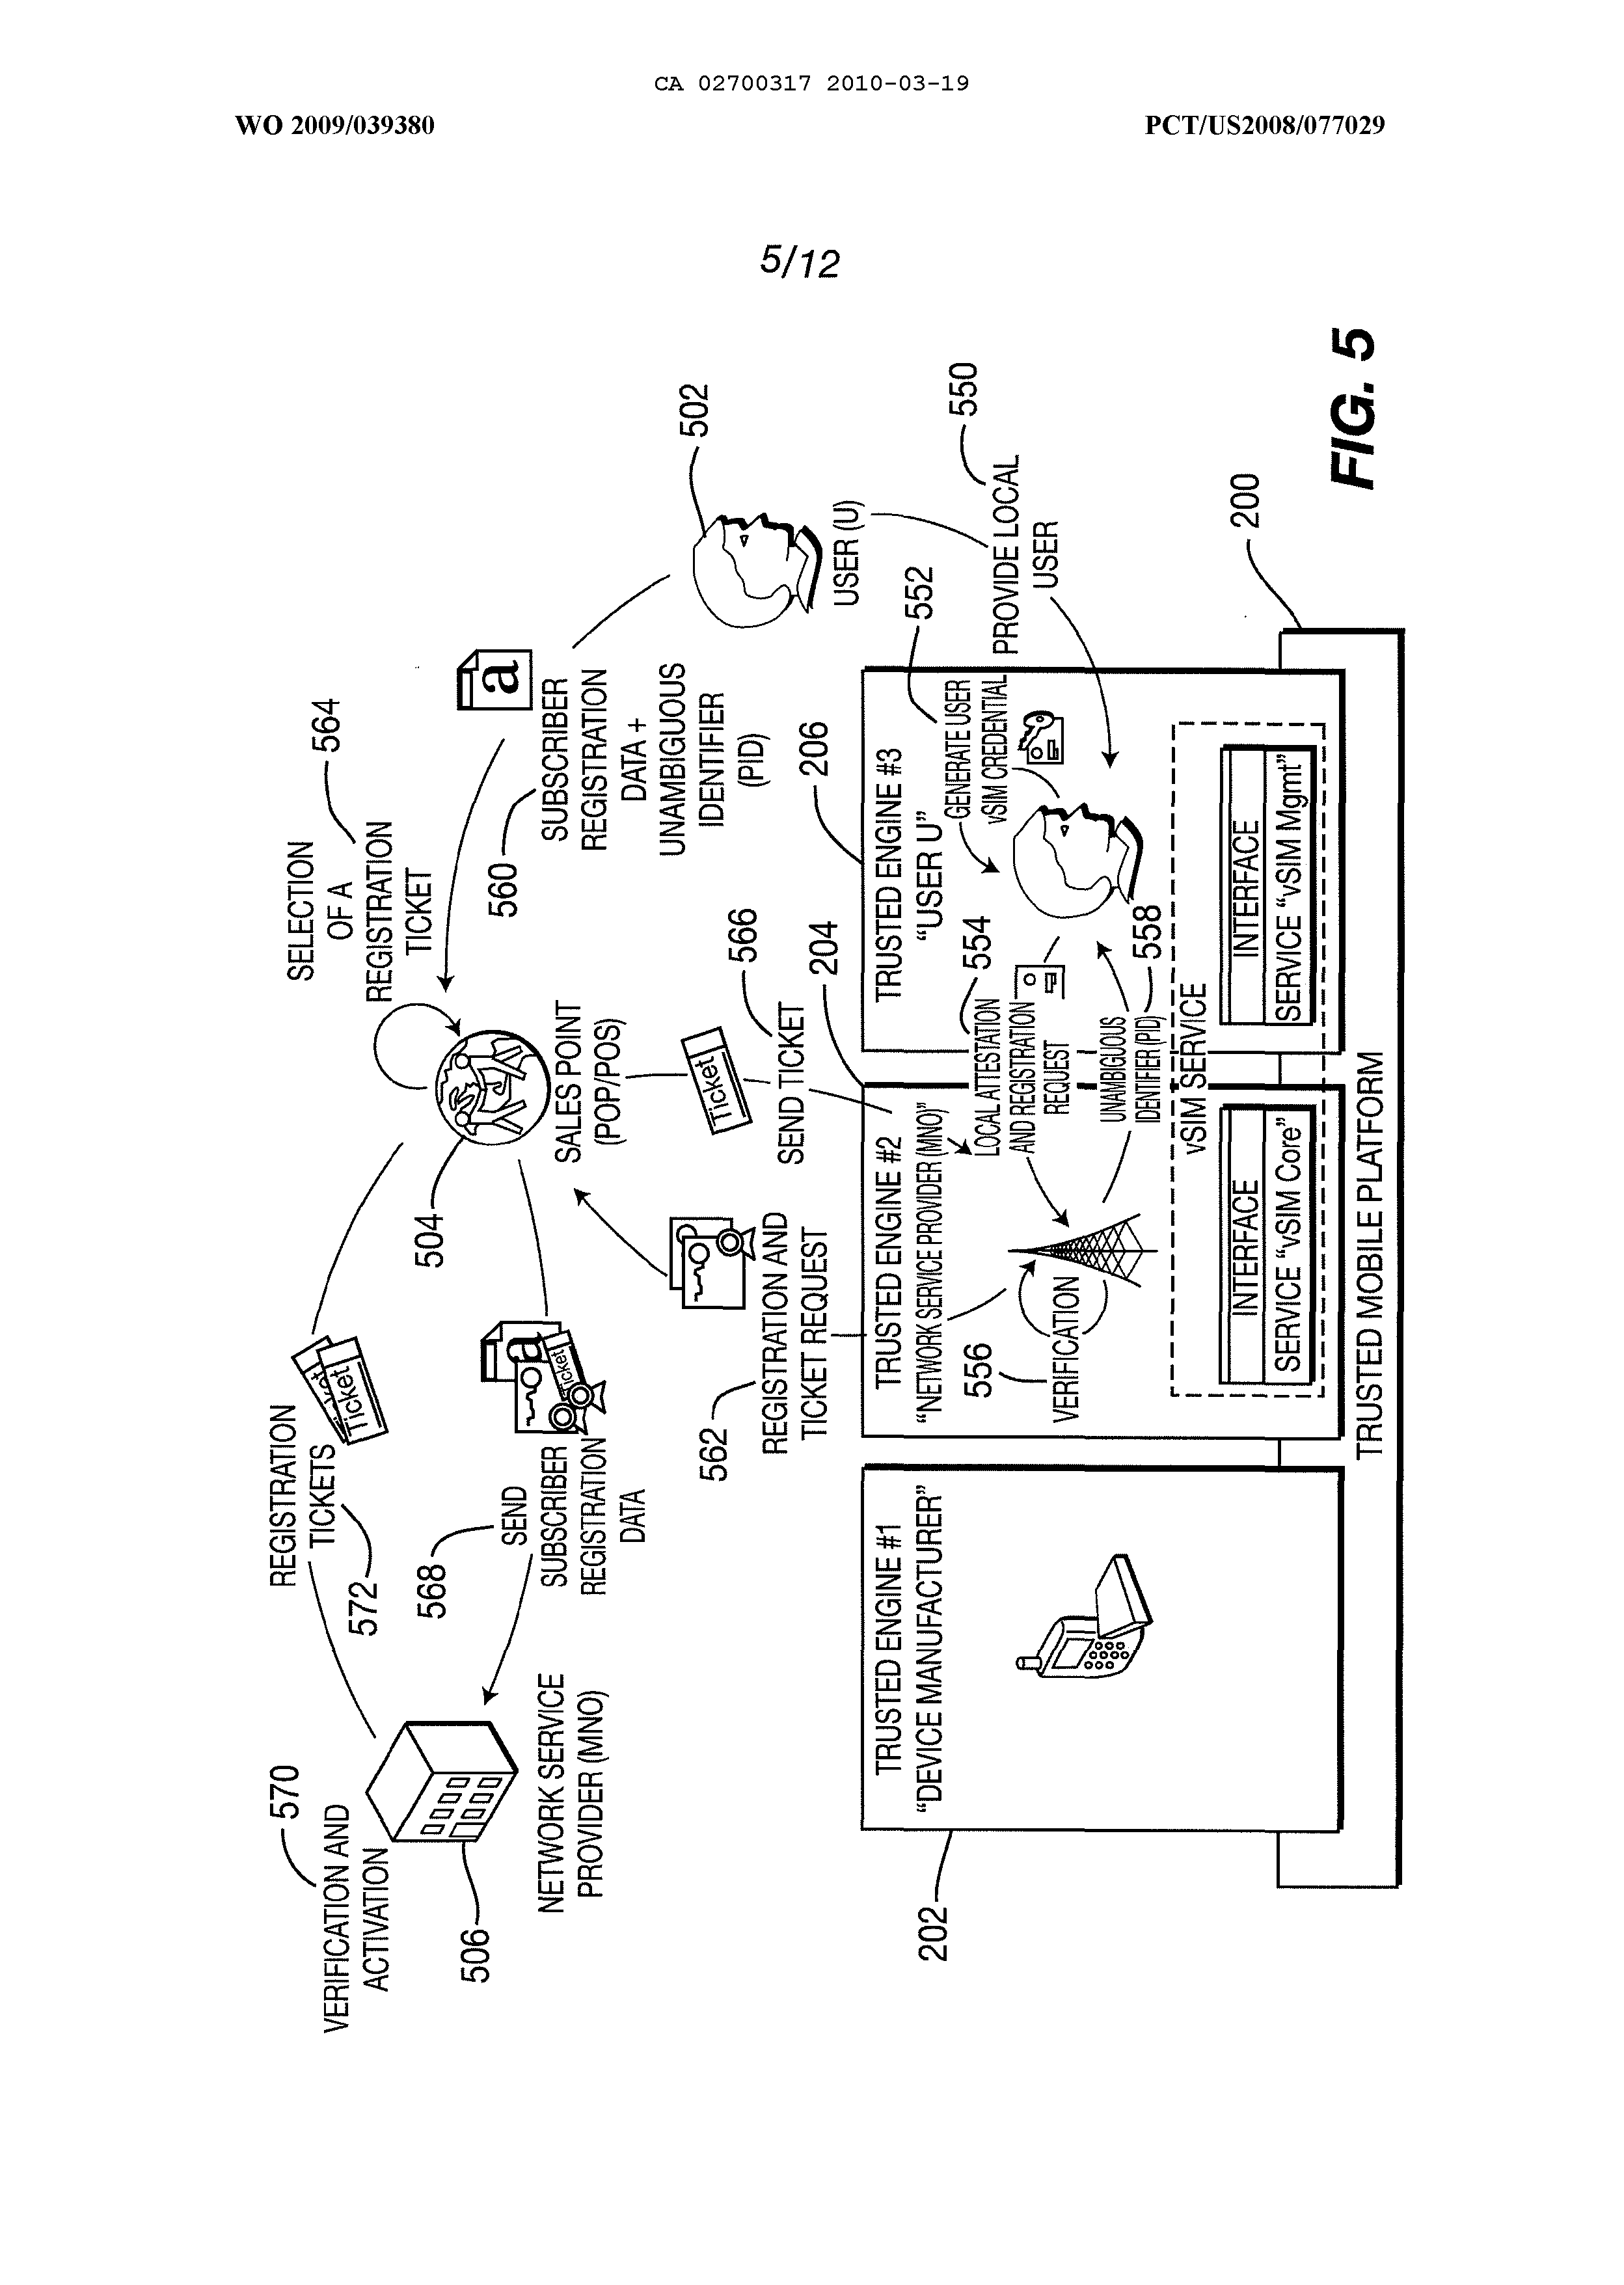 CA 02700317 2010-03-19
WO 2009/039380
PCT/US2008/077029
5/12
570
VERIFICATION AND
ACTIVATION
506
NETWORK SERVICE
PROVIDER (MNO)
REGISTRATION
TICKETS
572
Ticket
Ticket
568
SEND
SUBSCRIBER
REGISTRATION
DATA
a
Ticket
504
SALES POINT
(POP/POS)
SELECTION
OF A
REGISTRATION
TICKET
564
560
a
SUBSCRIBER
REGISTRATION
DATA +
UNAMBIGUOUS
IDENTIFIER
(PID)
502
USER (U)
550
PROVIDE LOCAL
USER
562
REGISTRATION AND
TICKET REQUEST
Ticket
566
SEND TICKET
202
TRUSTED ENGINE #1
"DEVICE MANUFACTURER"
204
TRUSTED ENGINE #2
"NETWORK SERVICE PROVIDER (MNO)"
556
VERIFICATION
554
LOCAL ATTESTATION
AND REGISTRATION
REQUEST
UNAMBIGUOUS
IDENTIFIER (PID)
558
206
TRUSTED ENGINE #3
"USER U"
552
GENERATE USER
vSIM CREDENTIAL
vSIM SERVICE
INTERFACE
SERVICE "vSIM Core"
INTERFACE
SERVICE "vSIM Mgmt"
TRUSTED MOBILE PLATFORM
200
FIG. 5